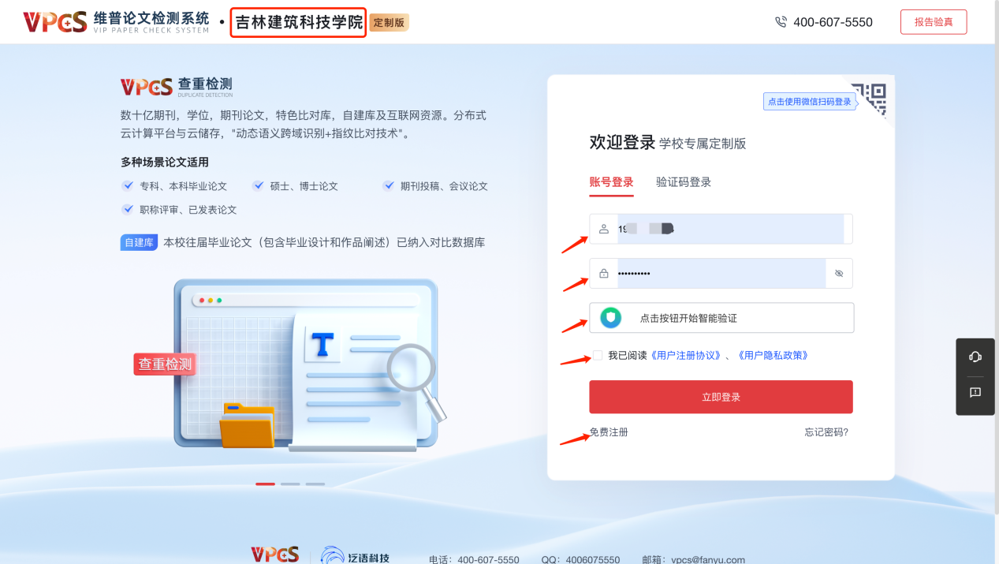 VPCS 维普论文检测系统 • 吉林建筑科技学院 定制版
VIP PAPER CHECK SYSTEM
400-607-5550
报告验真
VPCS 查重检测
DUPLICATE DETECTION
数十亿期刊，学位，期刊论文，特色比对库，自建库及互联网资源。分布式
云计算平台与云储存，"动态语义跨域识别+指纹比对技术"。
多种场景论文适用
专科、本科毕业论文
硕士、博士论文
期刊投稿、会议论文
职称评审、已发表论文
自建库 本校往届毕业论文（包含毕业设计和作品阐述）已纳入对比数据库
T
查重检测
点击使用微信扫码登录
欢迎登录 学校专属定制版
账号登录 验证码登录
点击按钮开始智能验证
我已阅读《用户注册协议》、《用户隐私政策》
立即登录
免费注册 忘记密码?
VPCS 泛语科技
电话：400-607-5550 QQ：4006075550 邮箱：vpcs@fanyu.com